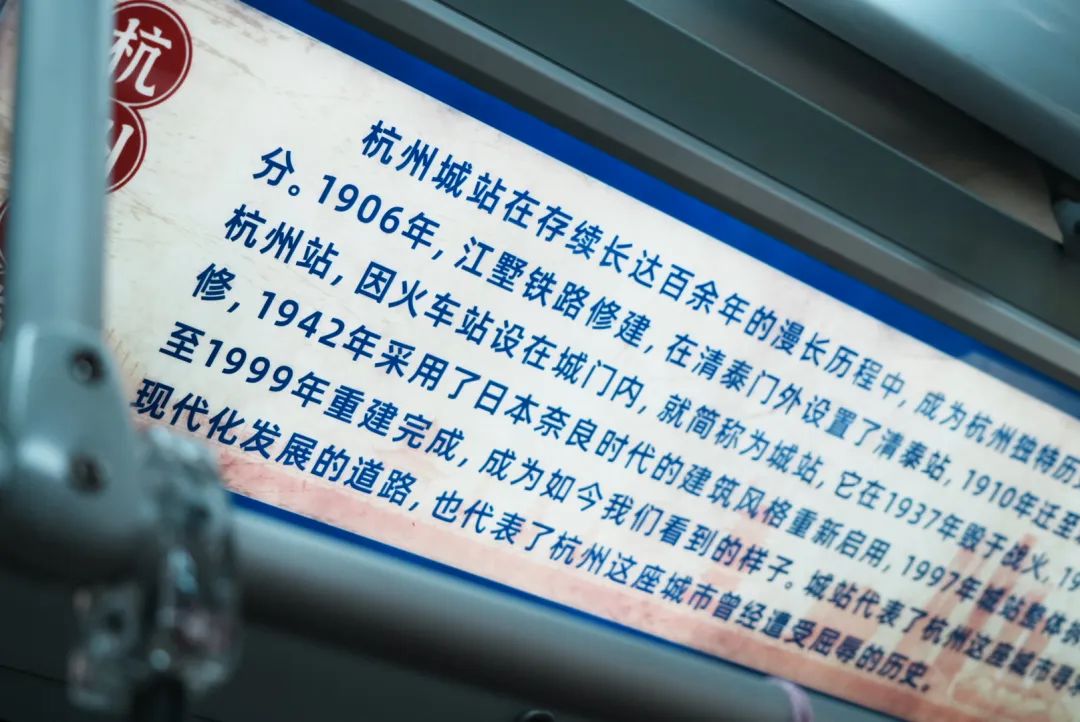 杭
州
杭州城站在存续长达百余年的漫长历程中,成为杭州独特历
分。1906年,江墅铁路修建,在清泰门外设置了清泰站,1910年迁至
杭州站,因火车站设在城门内,就简称为城站,它在1937年毁于战火,19
修,1942年采用了日本奈良时代的建筑风格重新启用,1997年城站整体拆
至1999年重建完成,成为如今我们看到的样子。城站代表了杭州这座城市寻求
现代化发展的道路,也代表了杭州这座城市曾经遭受屈辱的历史。